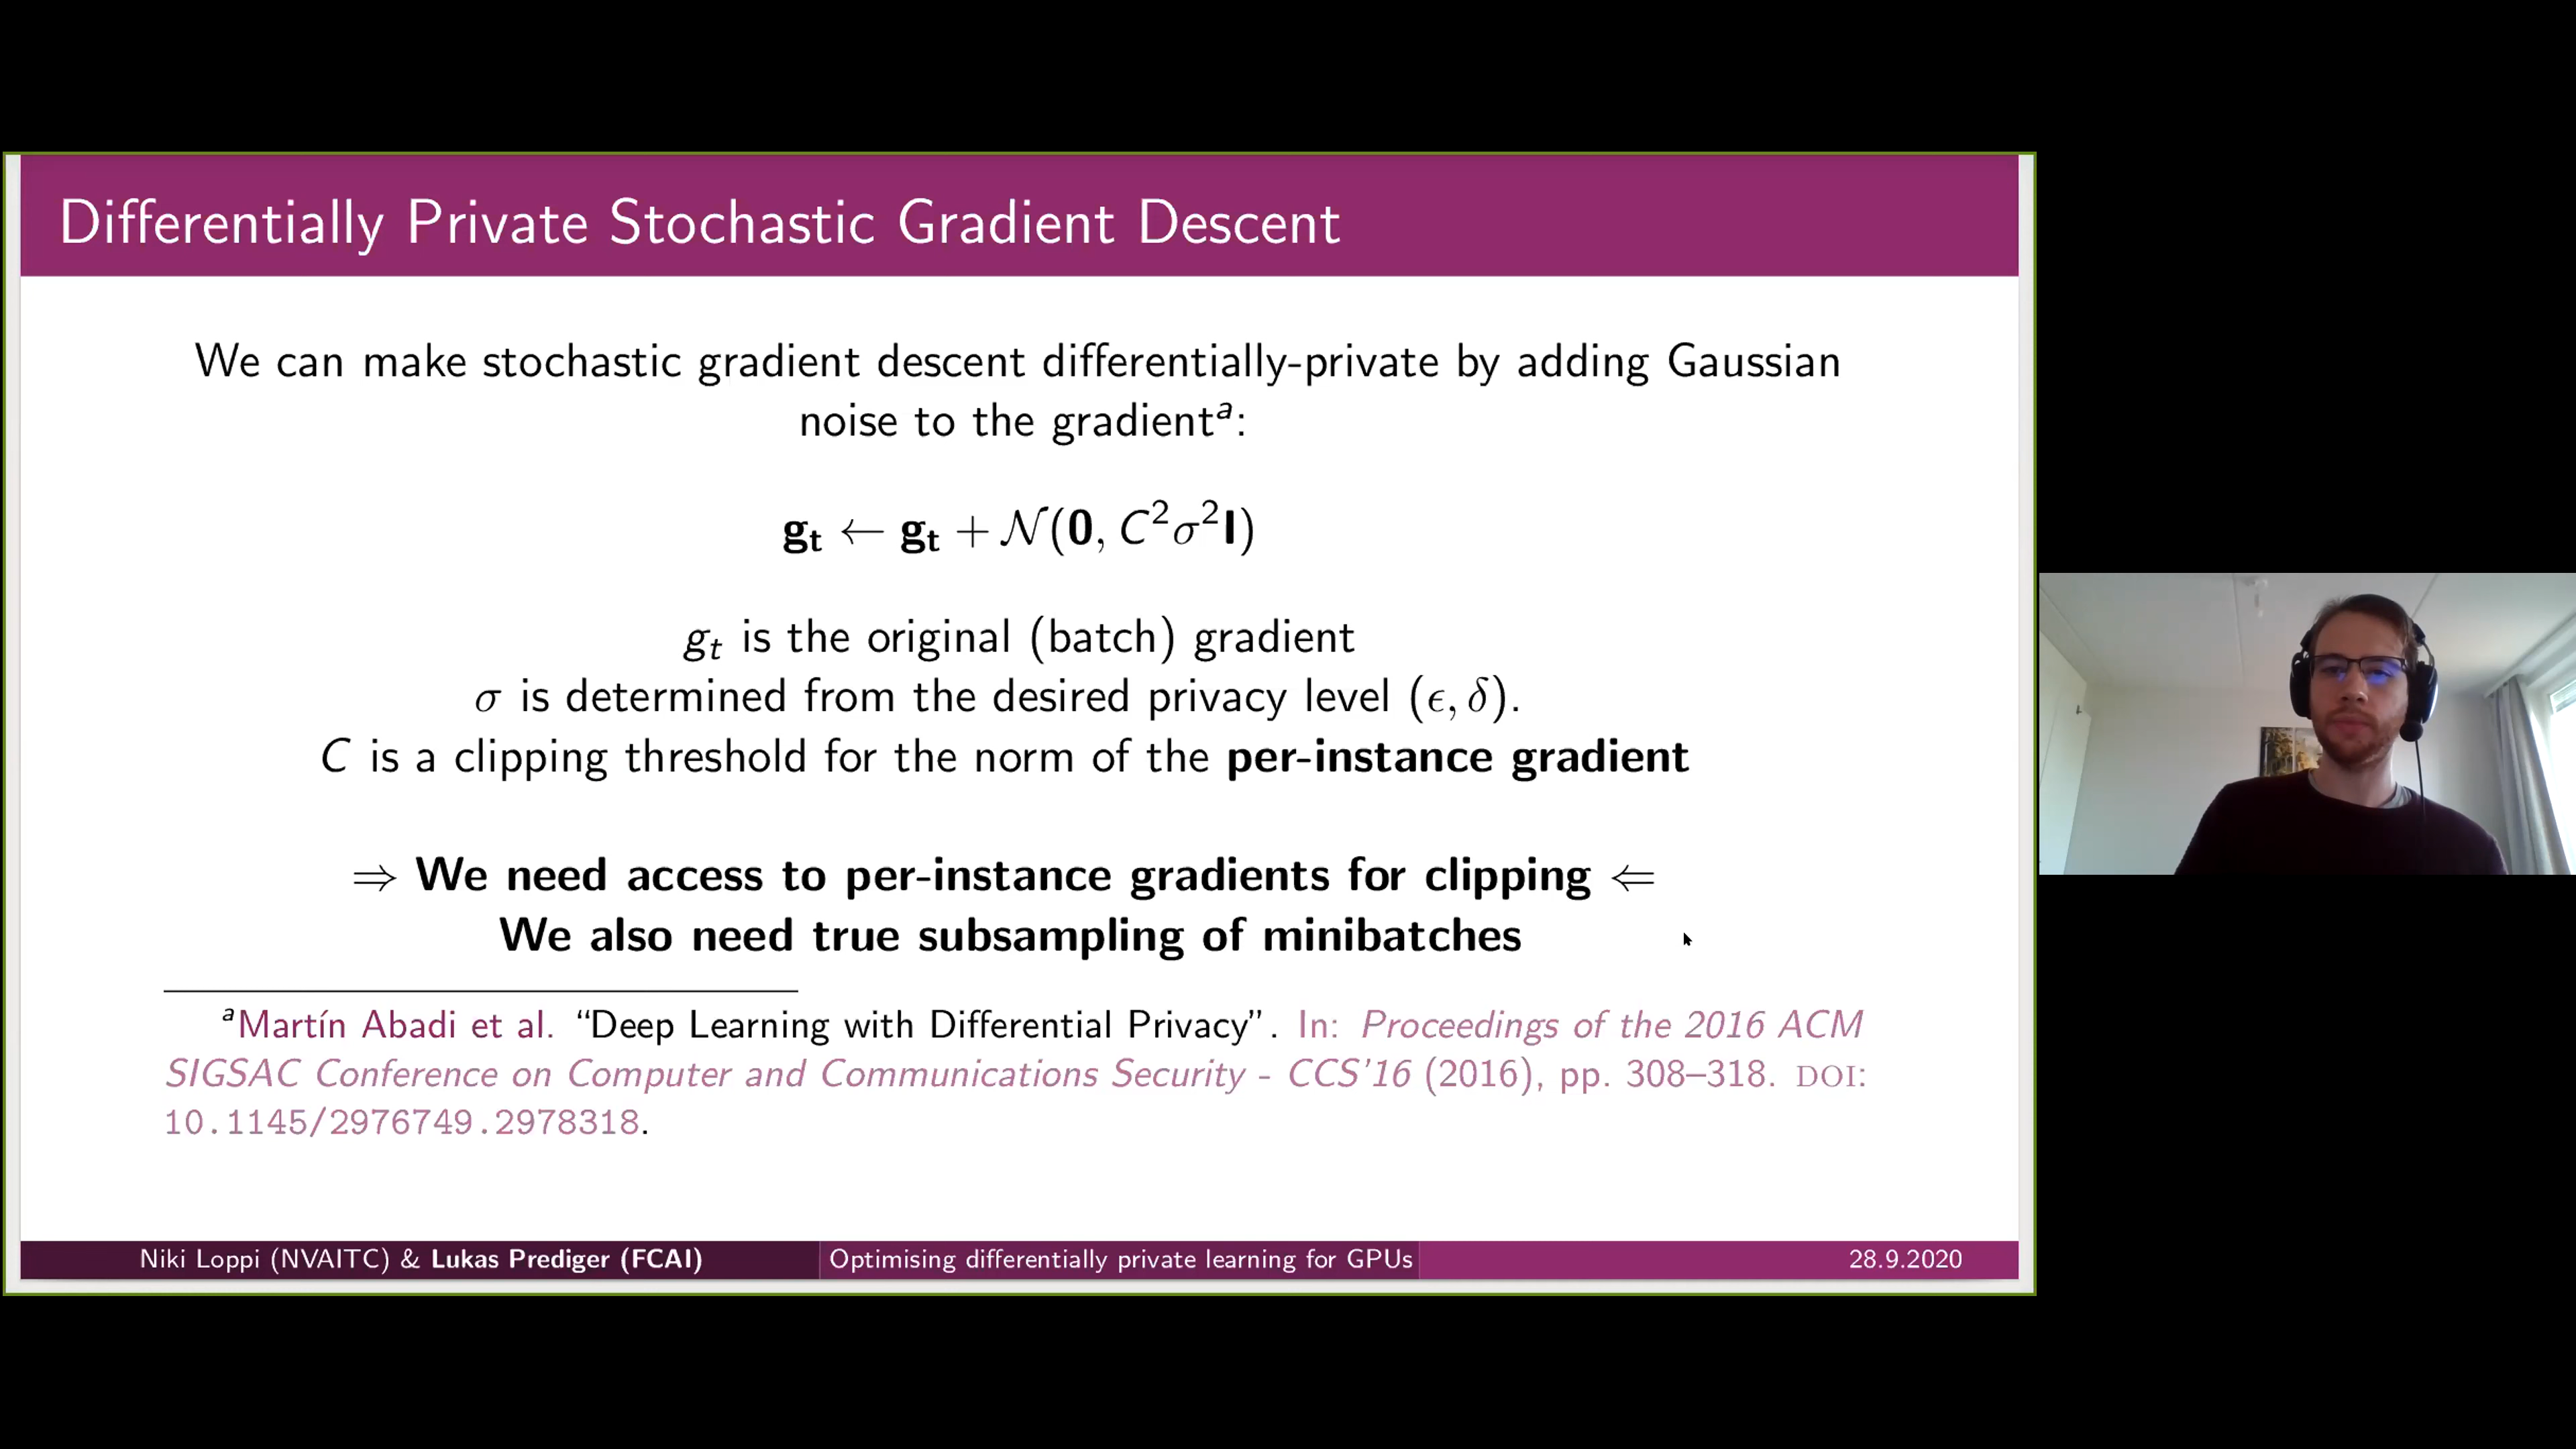 Differentially Private Stochastic Gradient Descent
We can make stochastic gradient descent differentially-private by adding Gaussian
noise to the gradientᵃ:
𝐠ₜ ← 𝐠ₜ + 𝒩(𝟎, C²σ²𝐈)
gₜ is the original (batch) gradient
σ is determined from the desired privacy level (ϵ, δ).
C is a clipping threshold for the norm of the per-instance gradient
⇒ We need access to per-instance gradients for clipping ⇐
We also need true subsampling of minibatches
ᵃMartín Abadi et al. “Deep Learning with Differential Privacy”. In: Proceedings of the 2016 ACM
SIGSAC Conference on Computer and Communications Security - CCS’16 (2016), pp. 308–318. DOI:
10.1145/2976749.2978318.
Niki Loppi (NVAITC) & Lukas Prediger (FCAI) Optimising differentially private learning for GPUs 28.9.2020